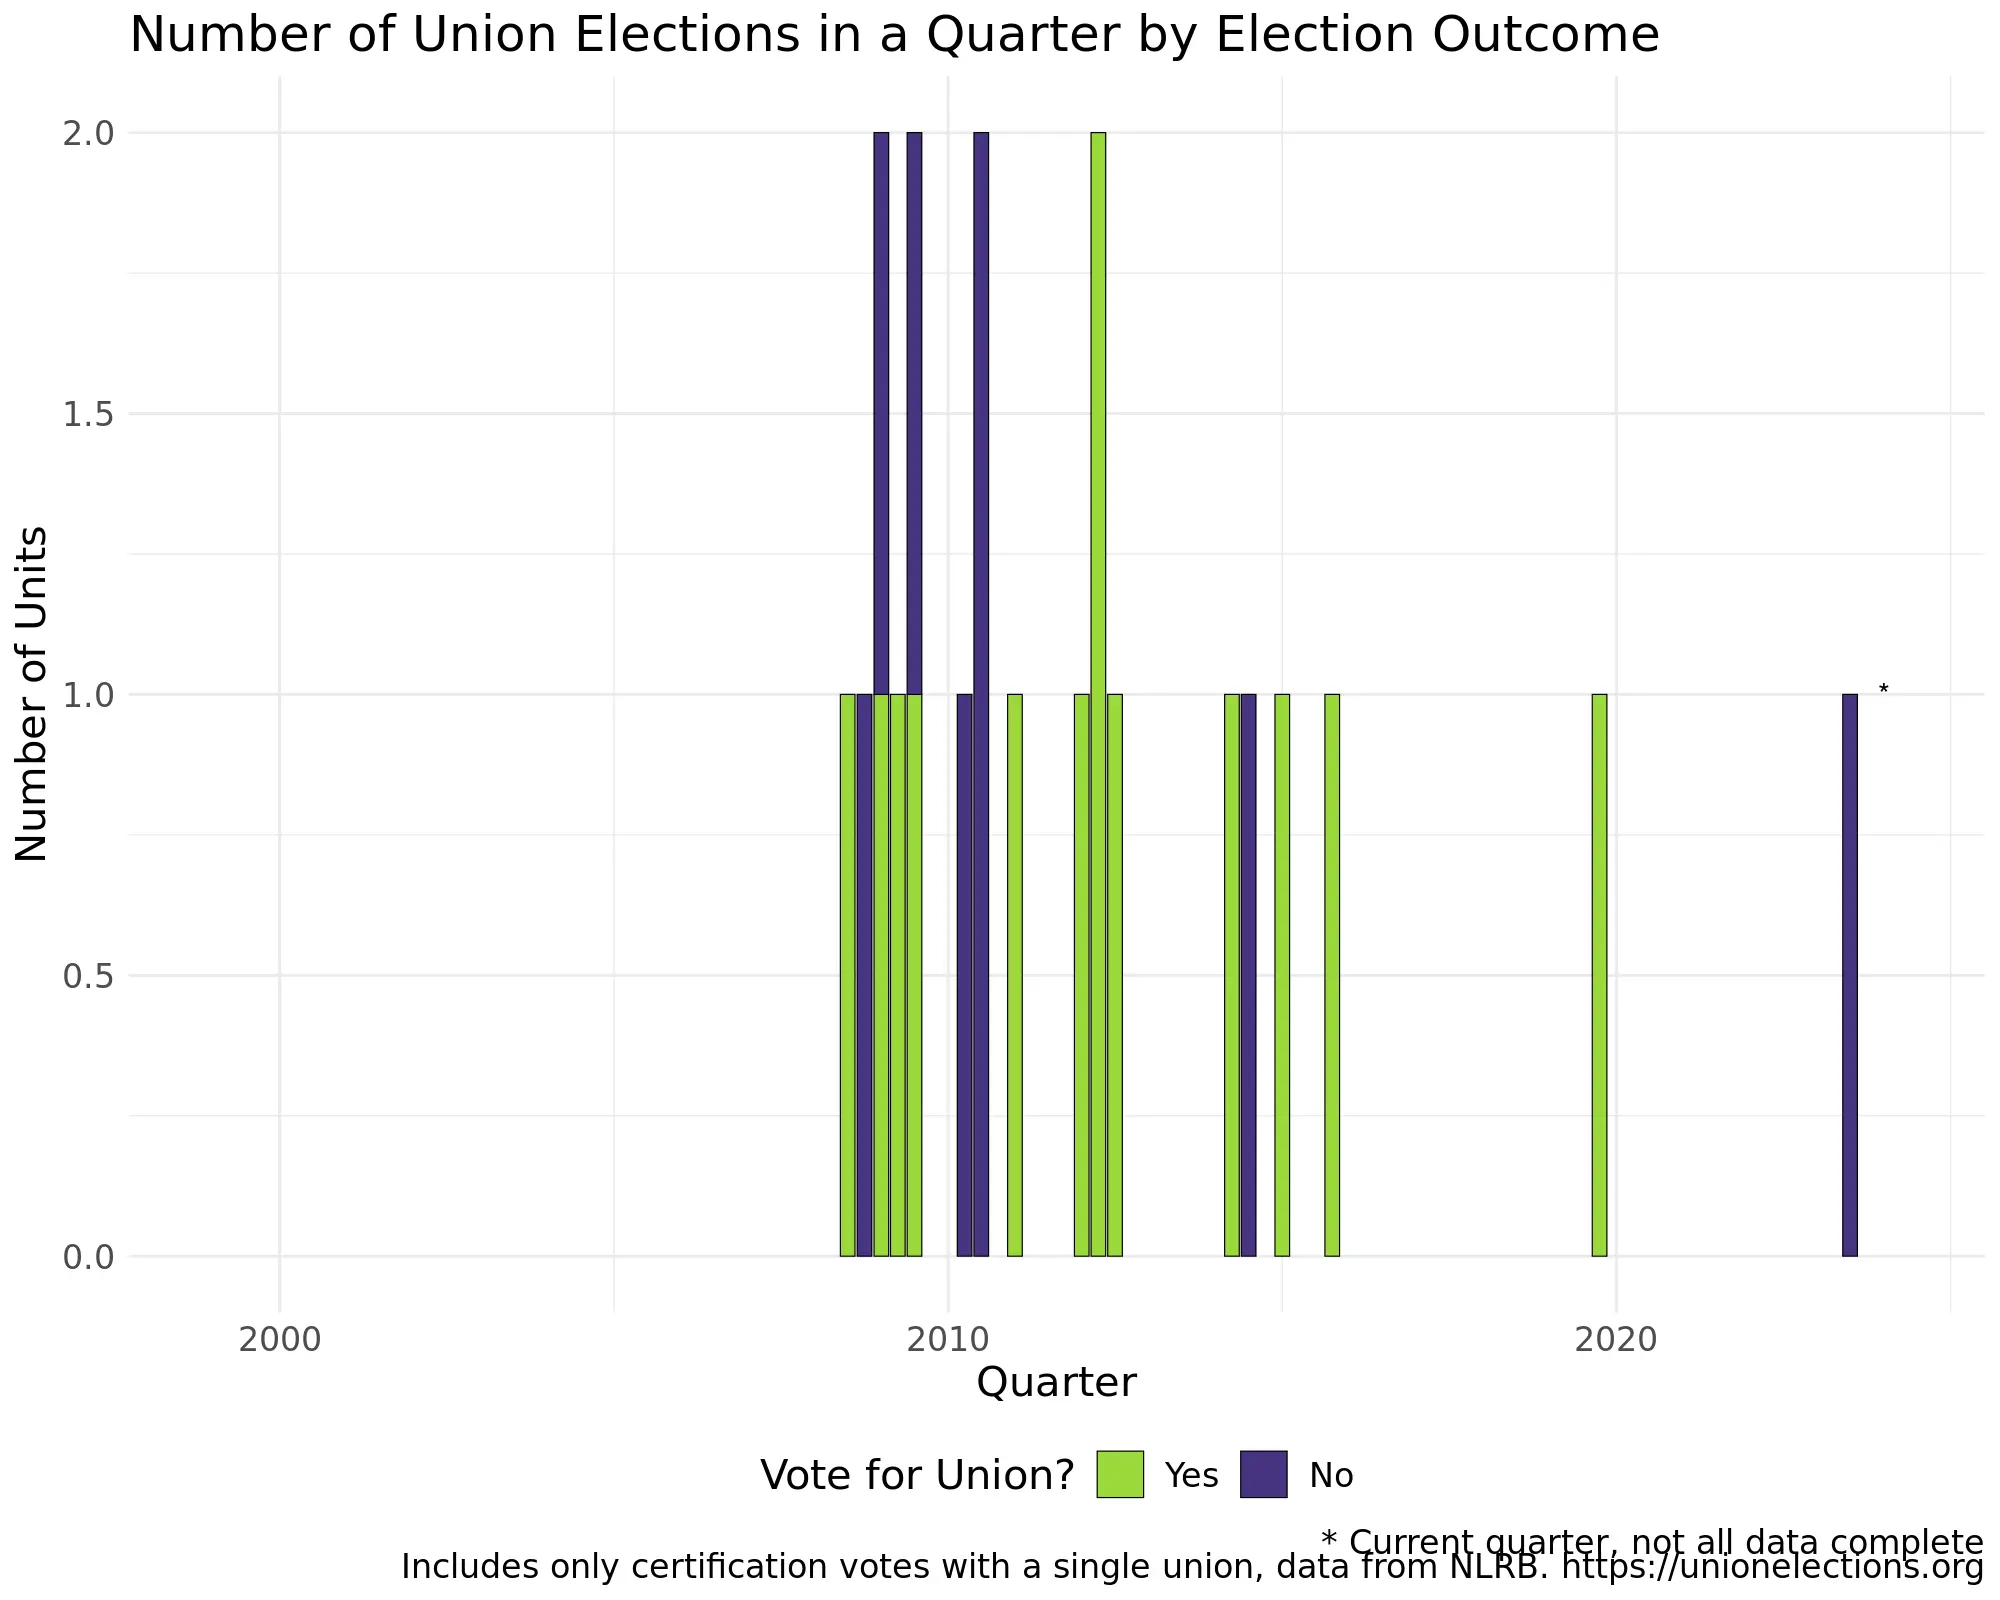 Number of Union Elections in a Quarter by Election Outcome
Number of Units
2.0
1.5
1.0
0.5
0.0
*
2000 2010 2020
Quarter
Vote for Union? Yes No
* Current quarter, not all data complete
Includes only certification votes with a single union, data from NLRB. https://unionelections.org